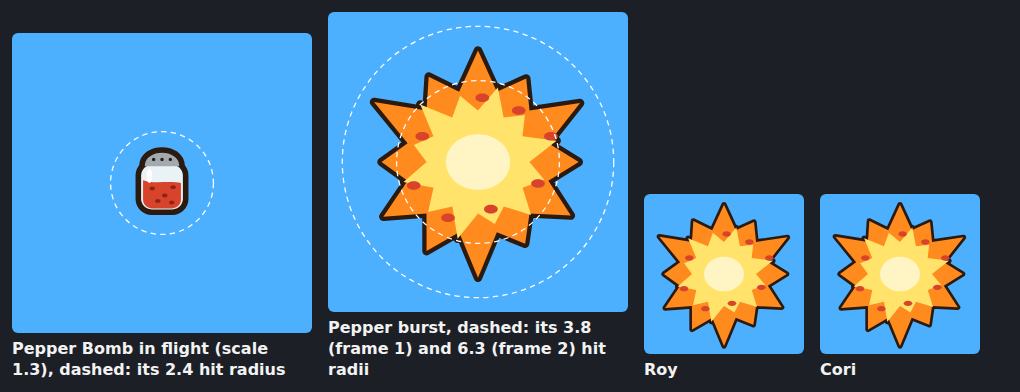 Pepper Bomb in flight (scale
1.3), dashed: its 2.4 hit radius
Pepper burst, dashed: its 3.8
(frame 1) and 6.3 (frame 2) hit
radii
Roy
Cori